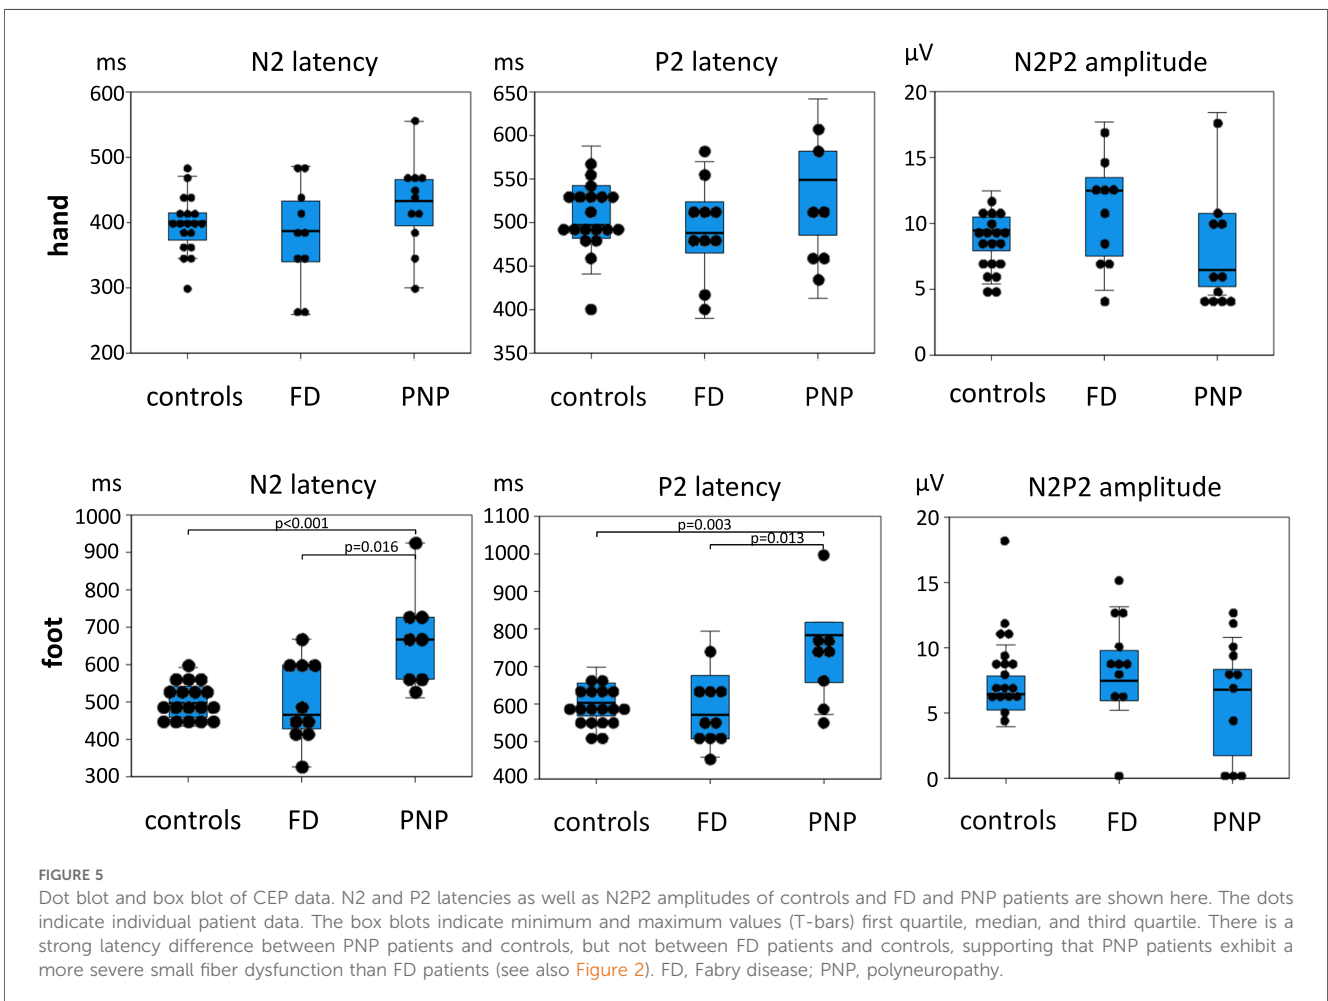 ms N2 latency
600
500
400
300
200
controls FD PNP
hand
ms P2 latency
650
600
550
500
450
400
350
controls FD PNP
µV N2P2 amplitude
20
15
10
5
0
controls FD PNP
ms N2 latency
1000
900
800
700
600
500
400
300
p<0.001
p=0.016
controls FD PNP
foot
ms P2 latency
1100
1000
900
800
700
600
500
400
p=0.003
p=0.013
controls FD PNP
µV N2P2 amplitude
20
15
10
5
0
controls FD PNP
FIGURE 5
Dot blot and box blot of CEP data. N2 and P2 latencies as well as N2P2 amplitudes of controls and FD and PNP patients are shown here. The dots
indicate individual patient data. The box blots indicate minimum and maximum values (T-bars) first quartile, median, and third quartile. There is a
strong latency difference between PNP patients and controls, but not between FD patients and controls, supporting that PNP patients exhibit a
more severe small fiber dysfunction than FD patients (see also Figure 2). FD, Fabry disease; PNP, polyneuropathy.